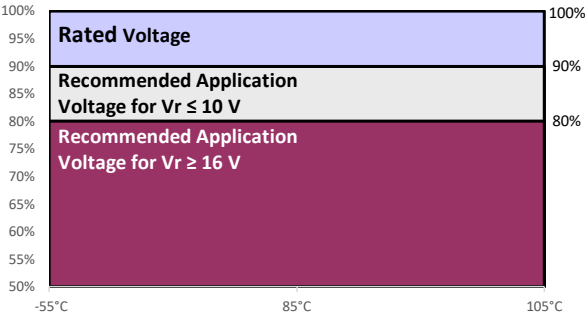 100%
100%
95%
Rated Voltage
90%
90%
Recommended Application
85%
Voltage for Vr ≤ 10 V
80%
80%
Recommended Application
75%
Voltage for Vr ≥ 16 V
70%
65%
60%
55%
50%
-55°C
85°C
105°C